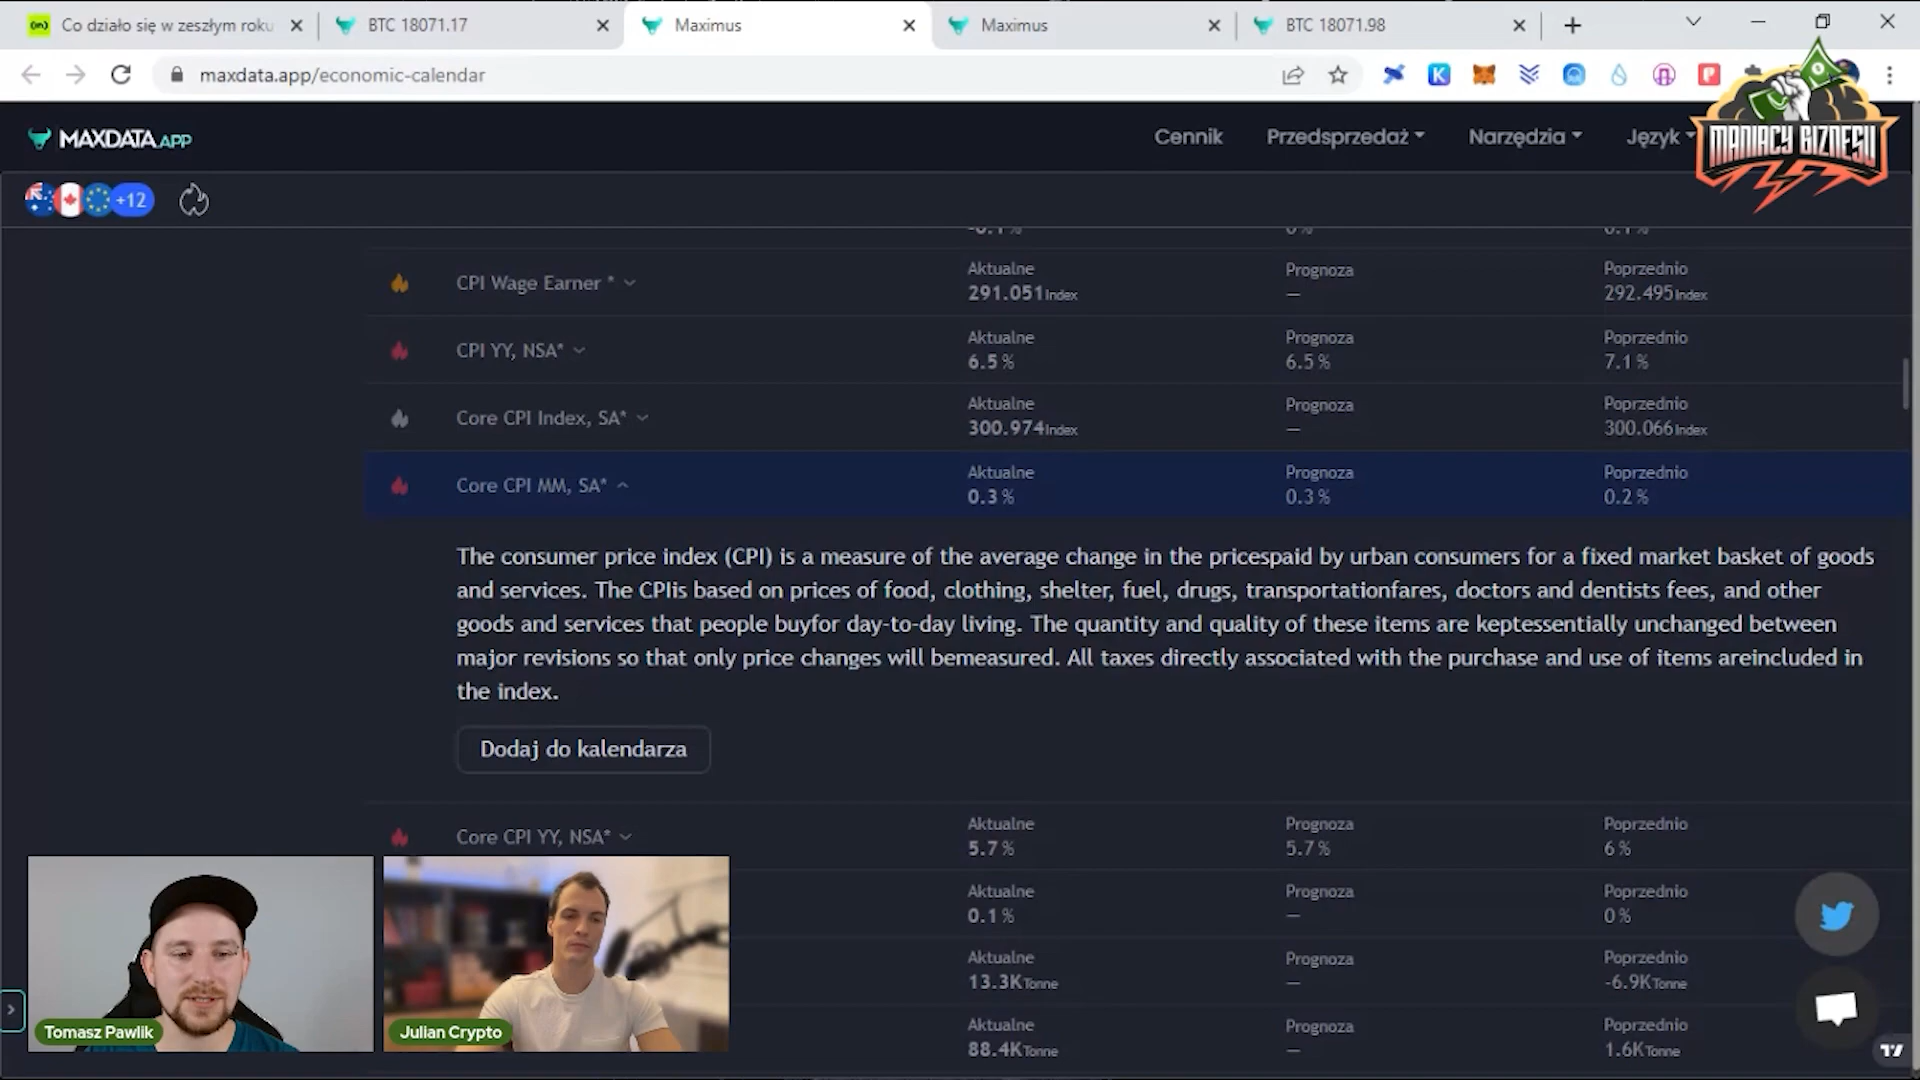 Co działo się w zeszłym roku
BTC 18071.17
Maximus
Maximus
BTC 18071.98
maxdata.app/economic-calendar
MAXDATA.APP
Cennik
Przedsprzedaż
Narzędzia
Język
MANIACY BIZNESU
+12
-0.1 %
0 %
0.1 %
CPI Wage Earner *
Aktualne
291.051 Index
Prognoza
—
Poprzednio
292.495 Index
CPI YY, NSA*
Aktualne
6.5 %
Prognoza
6.5 %
Poprzednio
7.1 %
Core CPI Index, SA*
Aktualne
300.974 Index
Prognoza
—
Poprzednio
300.066 Index
Core CPI MM, SA*
Aktualne
0.3 %
Prognoza
0.3 %
Poprzednio
0.2 %
The consumer price index (CPI) is a measure of the average change in the pricespaid by urban consumers for a fixed market basket of goods
and services. The CPIis based on prices of food, clothing, shelter, fuel, drugs, transportationfares, doctors and dentists fees, and other
goods and services that people buyfor day-to-day living. The quantity and quality of these items are keptessentially unchanged between
major revisions so that only price changes will bemeasured. All taxes directly associated with the purchase and use of items areincluded in
the index.
Dodaj do kalendarza
Core CPI YY, NSA*
Aktualne
5.7 %
Prognoza
5.7 %
Poprzednio
6 %
Aktualne
0.1 %
Prognoza
—
Poprzednio
0 %
Aktualne
13.3K Tonne
Prognoza
—
Poprzednio
-6.9K Tonne
Aktualne
88.4K Tonne
Prognoza
—
Poprzednio
1.6K Tonne
Tomasz Pawlik
Julian Crypto